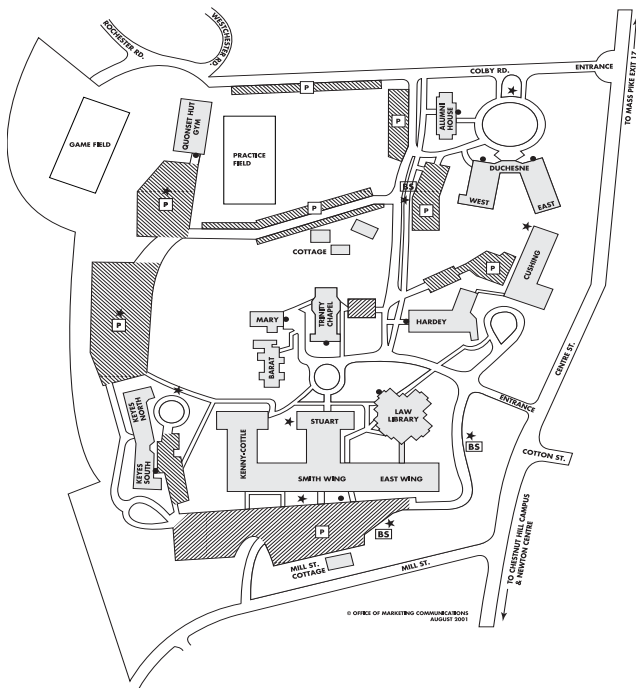 ROCHESTER RD.
WESTCHESTER RD.
COLBY RD.
ENTRANCE
TO MASS PIKE EXIT 17
P
GAME FIELD
QUONSET HUT
GYM
PRACTICE
FIELD
P
ALUMNI
HOUSE
DUCHESNE
WEST
EAST
P
BS
P
P
COTTAGE
P
CUSHING
P
MARY
TRINITY
CHAPEL
HARDEY
BARAT
CENTRE ST.
ENTRANCE
KEYES
NORTH
KEYES
SOUTH
KENNY-COTTLE
STUART
LAW
LIBRARY
SMITH WING
EAST WING
BS
COTTON ST.
P
BS
MILL ST.
COTTAGE
MILL ST.
TO CHESTNUT HILL CAMPUS
& NEWTON CENTRE
© OFFICE OF MARKETING COMMUNICATIONS
AUGUST 2001